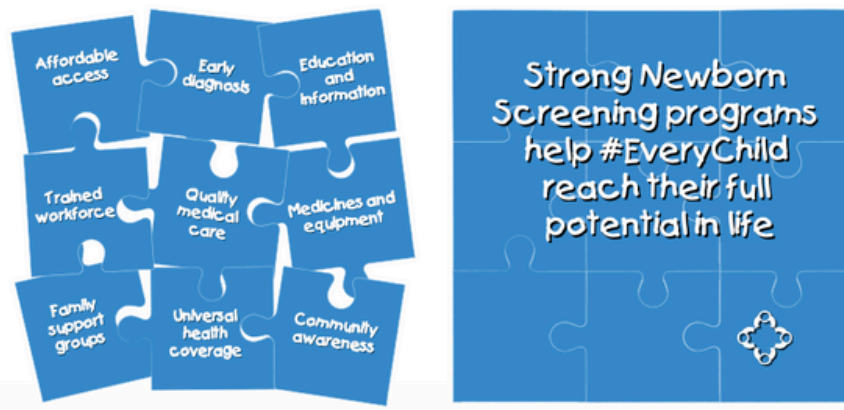 Affordable
access
Early
diagnosis
Education
and
Information
Trained
workforce
Quality
medical
care
Medicines and
equipment
Family
support
groups
Universal
health
coverage
Community
awareness
Strong Newborn
Screening programs
help #EveryChild
reach their full
potential in life